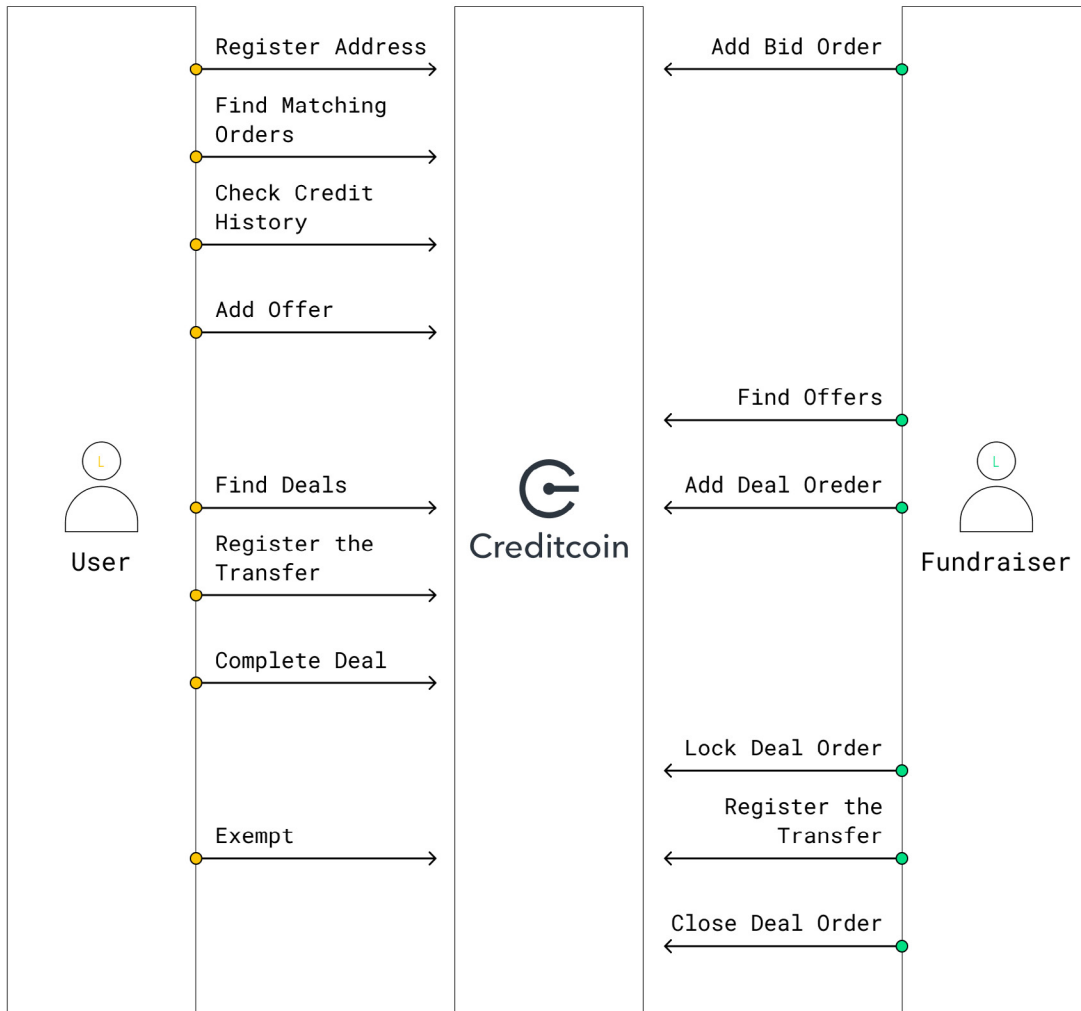 Register Address
Add Bid Order
Find Matching
Orders
Check Credit
History
Add Offer
Find Offers
L
L
Find Deals
Add Deal Oreder
Creditcoin
User
Fundraiser
Register the
Transfer
Complete Deal
Lock Deal Order
Register the
Transfer
Exempt
Close Deal Order